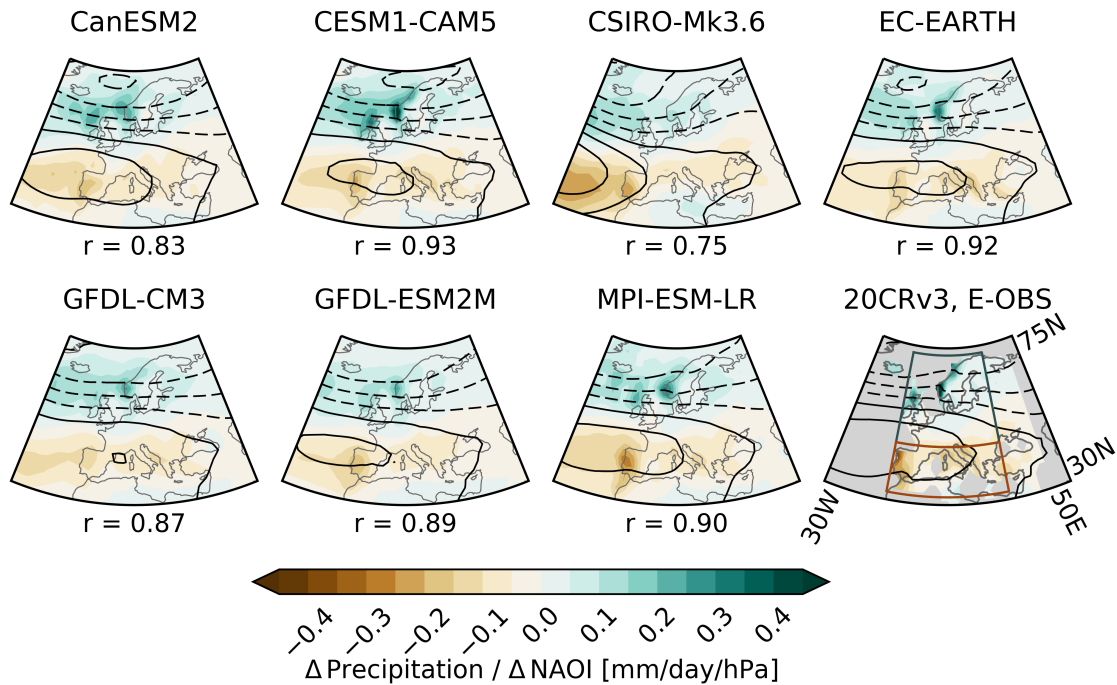 CanESM2 CESM1-CAM5 CSIRO-Mk3.6 EC-EARTH
r = 0.83 r = 0.93 r = 0.75 r = 0.92
GFDL-CM3 GFDL-ESM2M MPI-ESM-LR 20CRv3, E-OBS
75N
30N
30W
50E
r = 0.87 r = 0.89 r = 0.90
−0.4 −0.3 −0.2 −0.1 0.0 0.1 0.2 0.3 0.4
Δ Precipitation / Δ NAOI [mm/day/hPa]